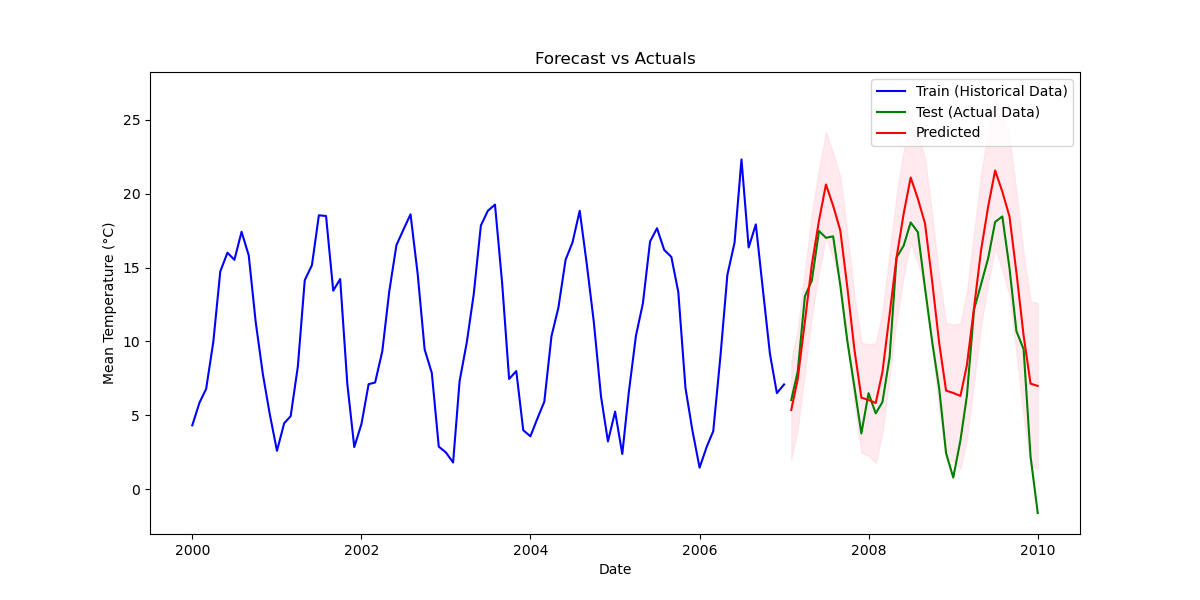 Forecast vs Actuals
Train (Historical Data)
Test (Actual Data)
Predicted
Mean Temperature (°C)
25
20
15
10
5
0
2000
2002
2004
2006
2008
2010
Date